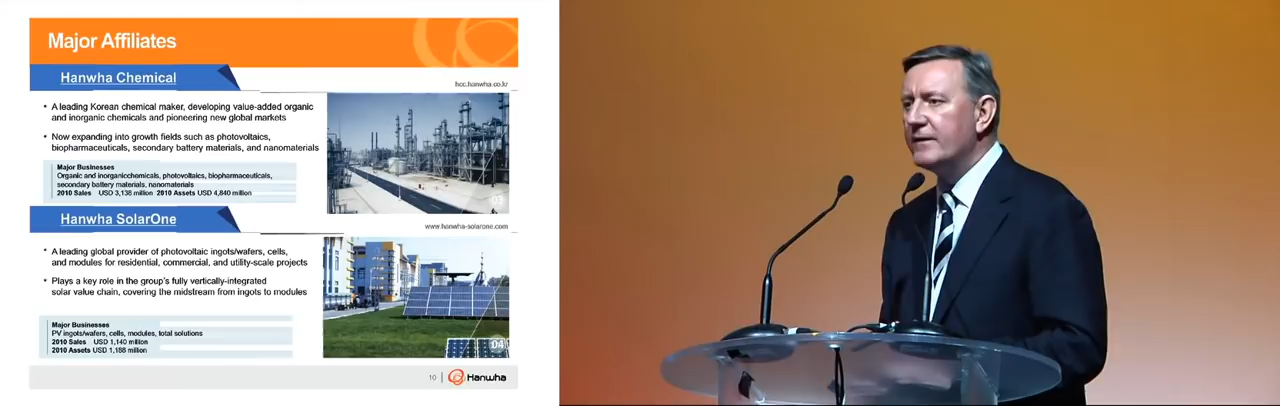 Major Affiliates
Hanwha Chemical
hcc.hanwha.co.kr
• A leading Korean chemical maker, developing value-added organic
and inorganic chemicals and pioneering new global markets
• Now expanding into growth fields such as photovoltaics,
biopharmaceuticals, secondary battery materials, and nanomaterials
Major Businesses
Organic and inorganicchemicals, photovoltaics, biopharmaceuticals,
secondary battery materials, nanomaterials
2010 Sales USD 3,138 million 2010 Assets USD 4,840 million
03
Hanwha SolarOne
www.hanwha-solarone.com
• A leading global provider of photovoltaic ingots/wafers, cells,
and modules for residential, commercial, and utility-scale projects
• Plays a key role in the group's fully vertically-integrated
solar value chain, covering the midstream from ingots to modules
Major Businesses
PV ingots/wafers, cells, modules, total solutions
2010 Sales USD 1,140 million
2010 Assets USD 1,188 million
04
10 | Hanwha